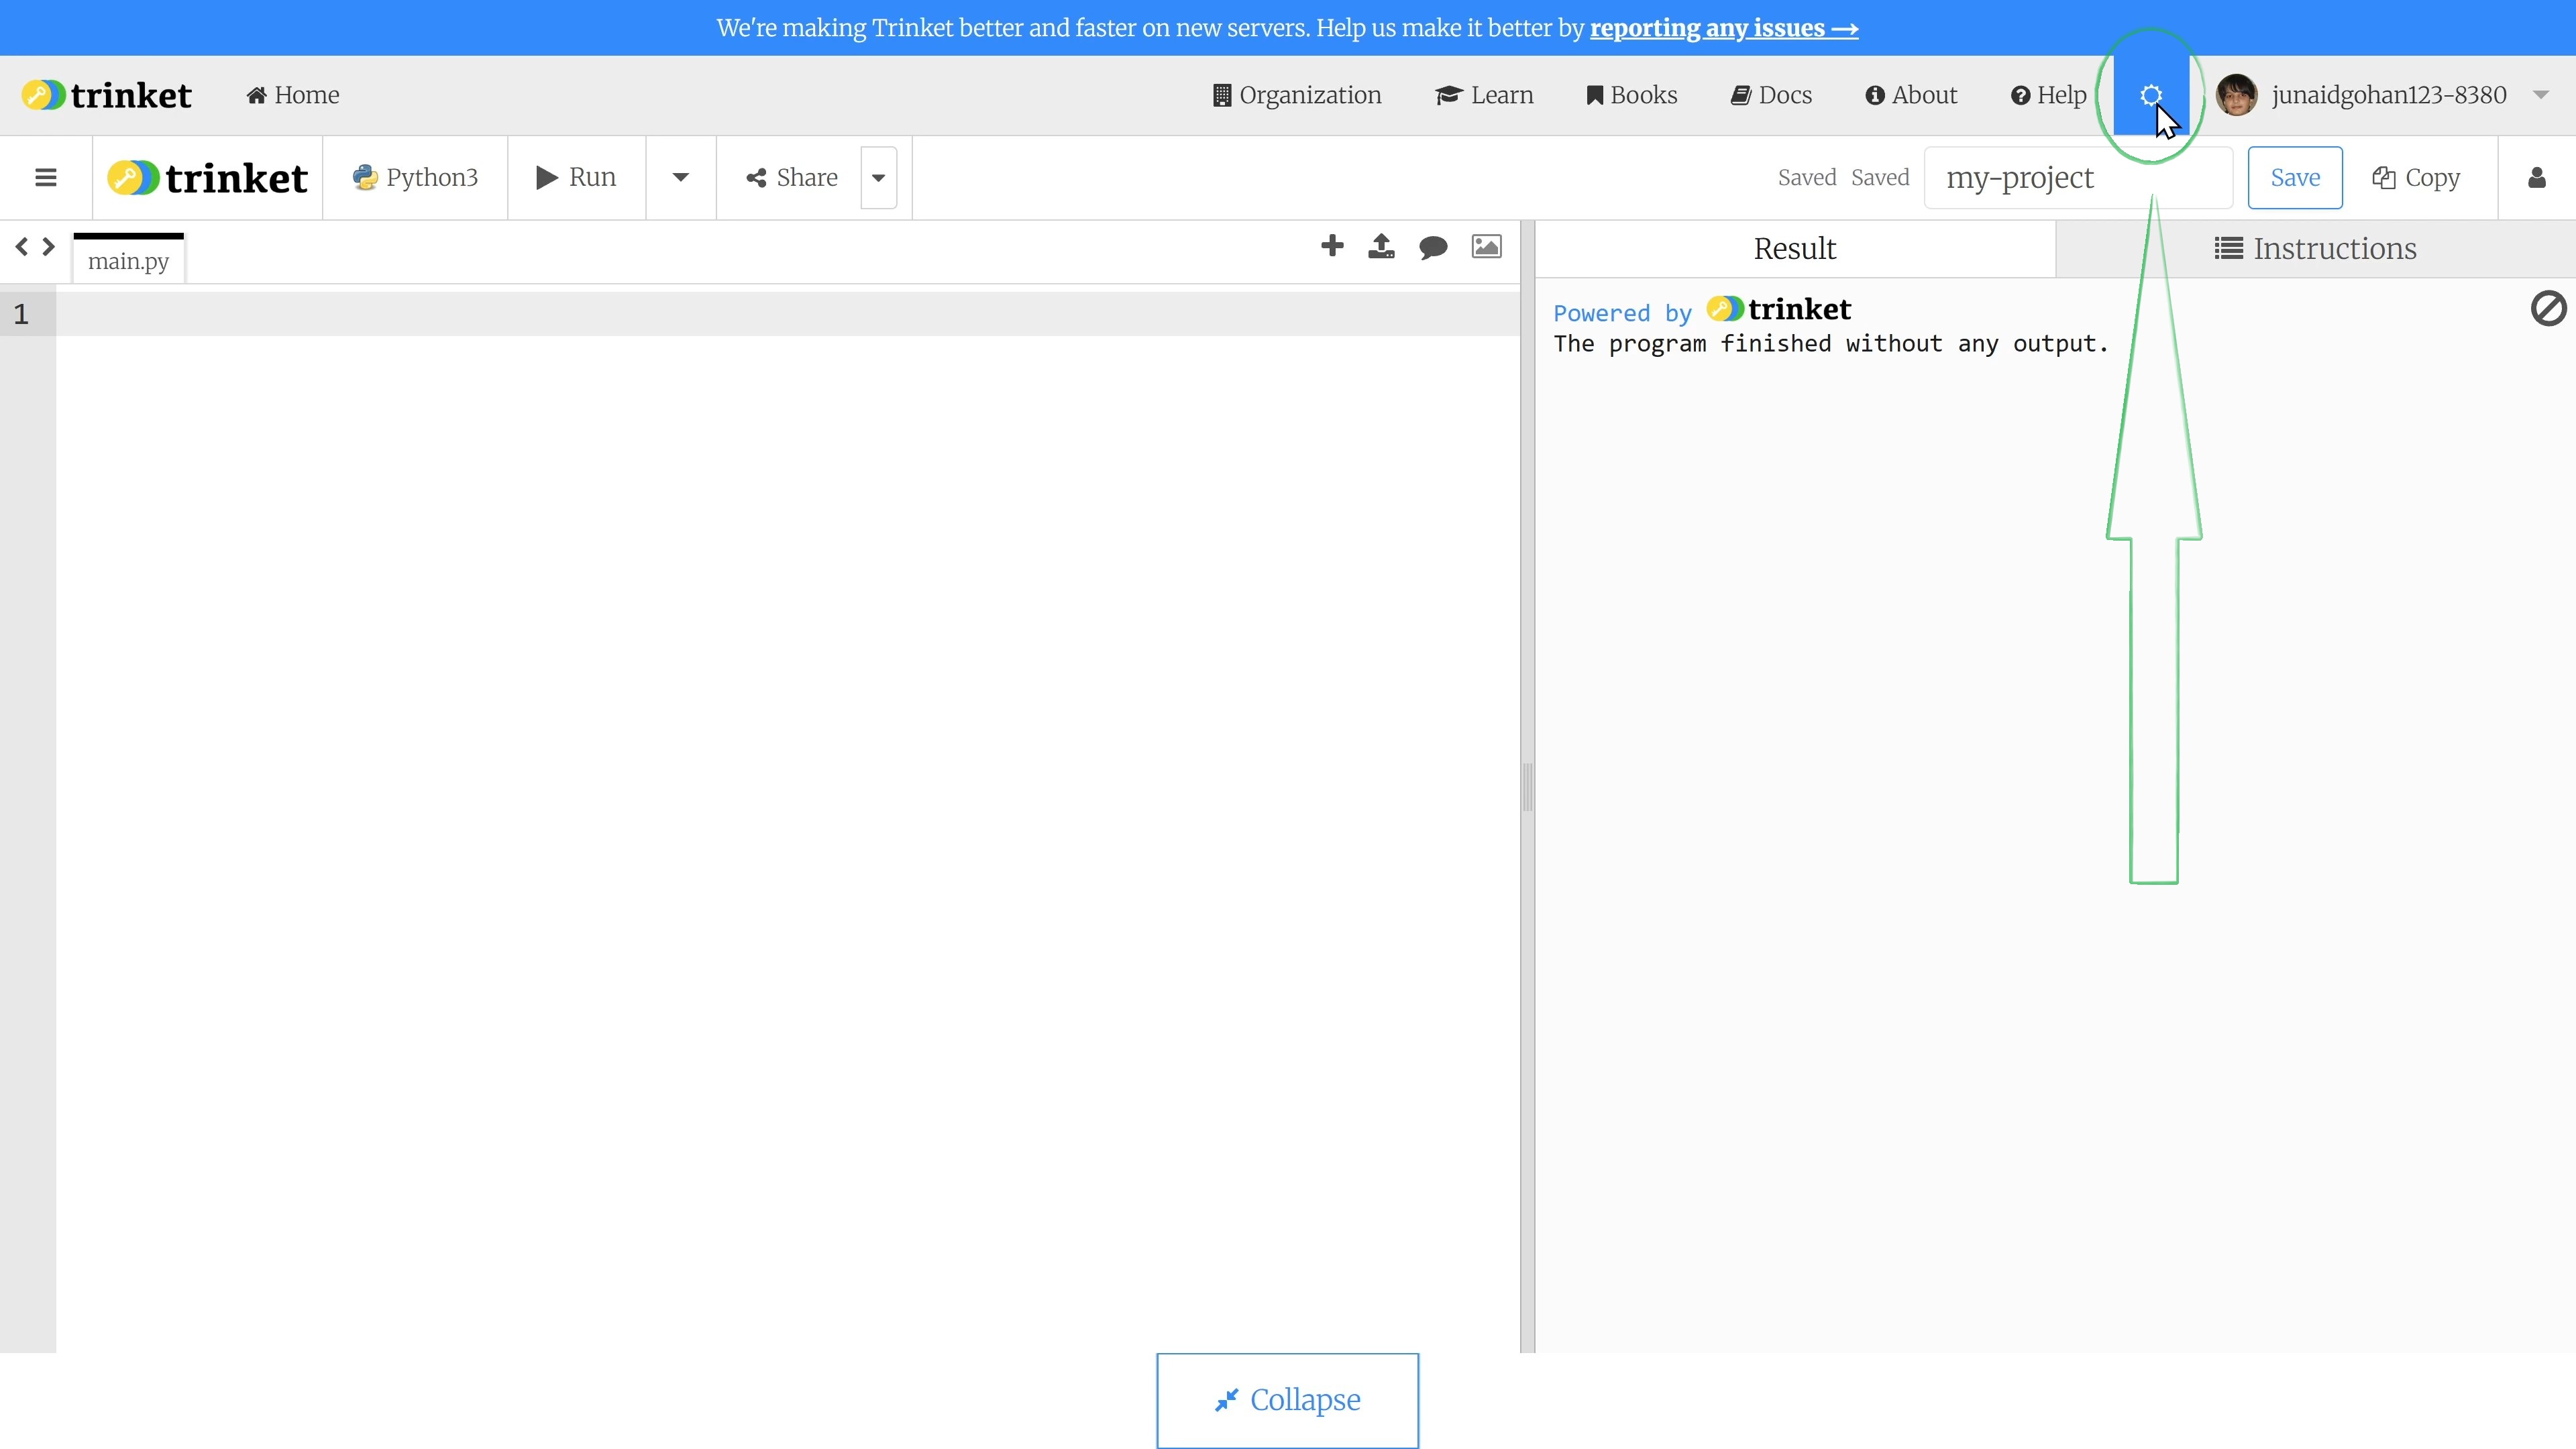 We're making Trinket better and faster on new servers. Help us make it better by reporting any issues →
trinket Home Organization Learn Books Docs About Help junaidgohan123-8380
trinket Python3 Run Share Saved Saved my-project Save Copy
main.py
Result Instructions
1
Powered by trinket
The program finished without any output.
Collapse